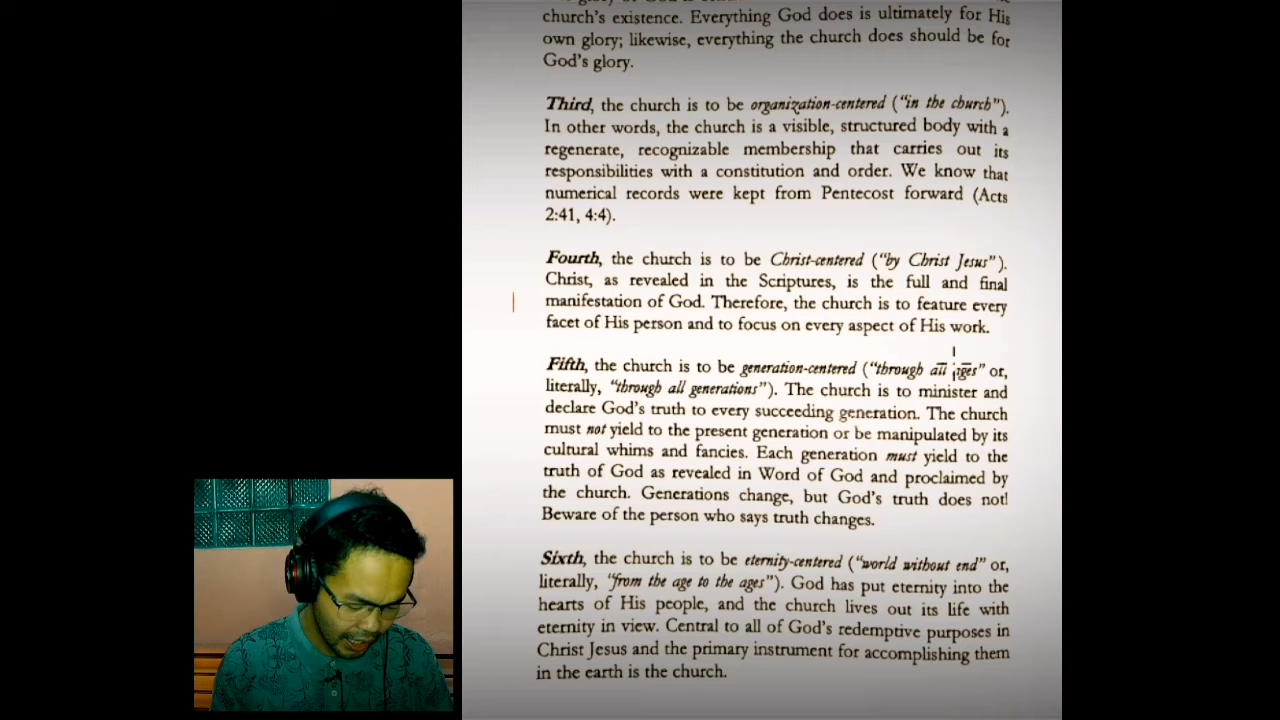 church's existence. Everything God does is ultimately for His
own glory; likewise, everything the church does should be for
God's glory.
Third, the church is to be organization-centered ("in the church").
In other words, the church is a visible, structured body with a
regenerate, recognizable membership that carries out its
responsibilities with a constitution and order. We know that
numerical records were kept from Pentecost forward (Acts
2:41, 4:4).
Fourth, the church is to be Christ-centered ("by Christ Jesus").
Christ, as revealed in the Scriptures, is the full and final
manifestation of God. Therefore, the church is to feature every
facet of His person and to focus on every aspect of His work.
Fifth, the church is to be generation-centered ("through all ages" or,
literally, "through all generations"). The church is to minister and
declare God's truth to every succeeding generation. The church
must not yield to the present generation or be manipulated by its
cultural whims and fancies. Each generation must yield to the
truth of God as revealed in Word of God and proclaimed by
the church. Generations change, but God's truth does not!
Beware of the person who says truth changes.
Sixth, the church is to be eternity-centered ("world without end" or,
literally, "from the age to the ages"). God has put eternity into the
hearts of His people, and the church lives out its life with
eternity in view. Central to all of God's redemptive purposes in
Christ Jesus and the primary instrument for accomplishing them
in the earth is the church.